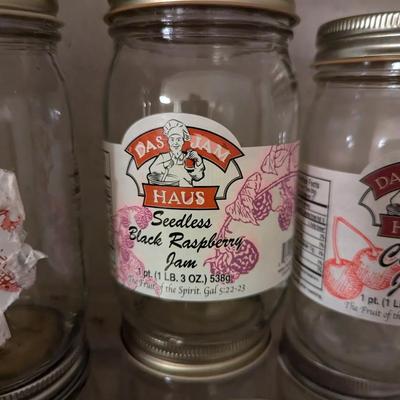 DAS JAM
HAUS
Seedless
Black Raspberry
Jam
1 pt. (1 LB. 3 OZ.) 538g
The Fruit of the Spirit. Gal 5:22-23
DAS
H
C
J
1 pt. (1 L
The Fruit of the